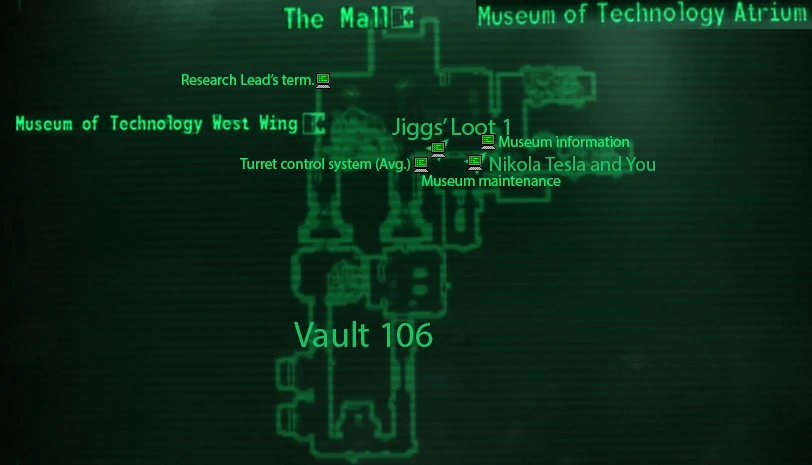 The Mall
Museum of Technology Atrium
Research Lead's term.
Museum of Technology West Wing
Jiggs' Loot 1
Museum information
Turret control system (Avg.)
Nikola Tesla and You
Museum maintenance
Vault 106